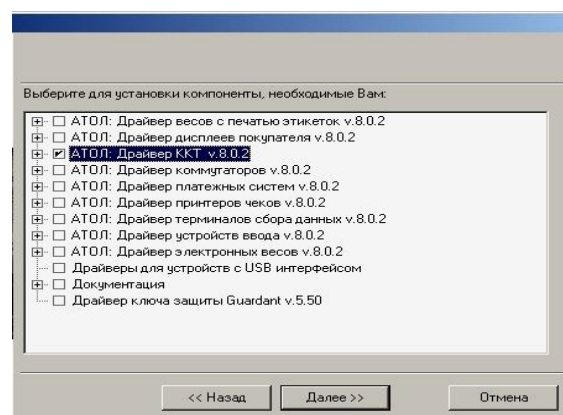 Выберите для установки компоненты, необходимые Вам:
АТОЛ: Драйвер весов с печатью этикеток v.8.0.2
АТОЛ: Драйвер дисплеев покупателя v.8.0.2
АТОЛ: Драйвер ККТ v.8.0.2
АТОЛ: Драйвер коммутаторов v.8.0.2
АТОЛ: Драйвер платежных систем v.8.0.2
АТОЛ: Драйвер принтеров чеков v.8.0.2
АТОЛ: Драйвер терминалов сбора данных v.8.0.2
АТОЛ: Драйвер устройств ввода v.8.0.2
АТОЛ: Драйвер электронных весов v.8.0.2
Драйверы для устройств с USB интерфейсом
Документация
Драйвер ключа защиты Guardant v.5.50
<< Назад Далее >> Отмена